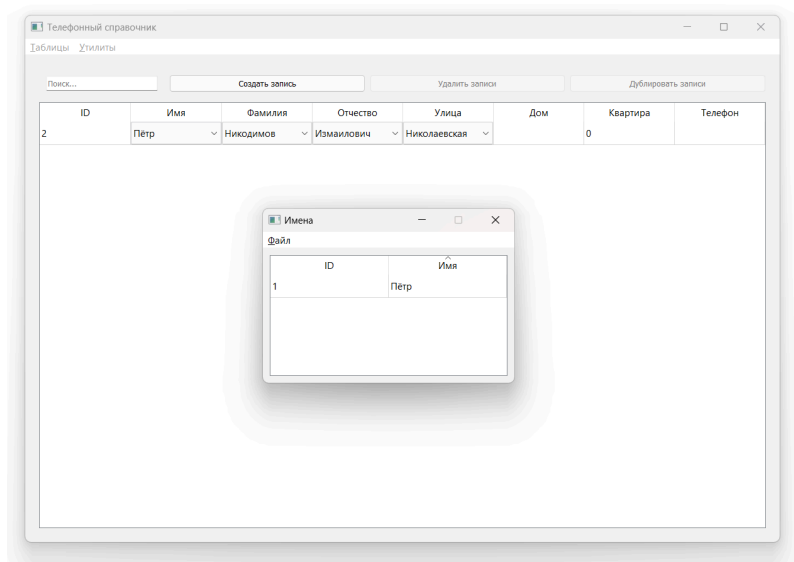 Телефонный справочник
Таблицы Утилиты
Поиск... Создать запись Удалить записи Дублировать записи
ID Имя Фамилия Отчество Улица Дом Квартира Телефон
2 Пётр Никодимов Измаилович Николаевская 0
Имена
Файл
ID Имя
1 Пётр